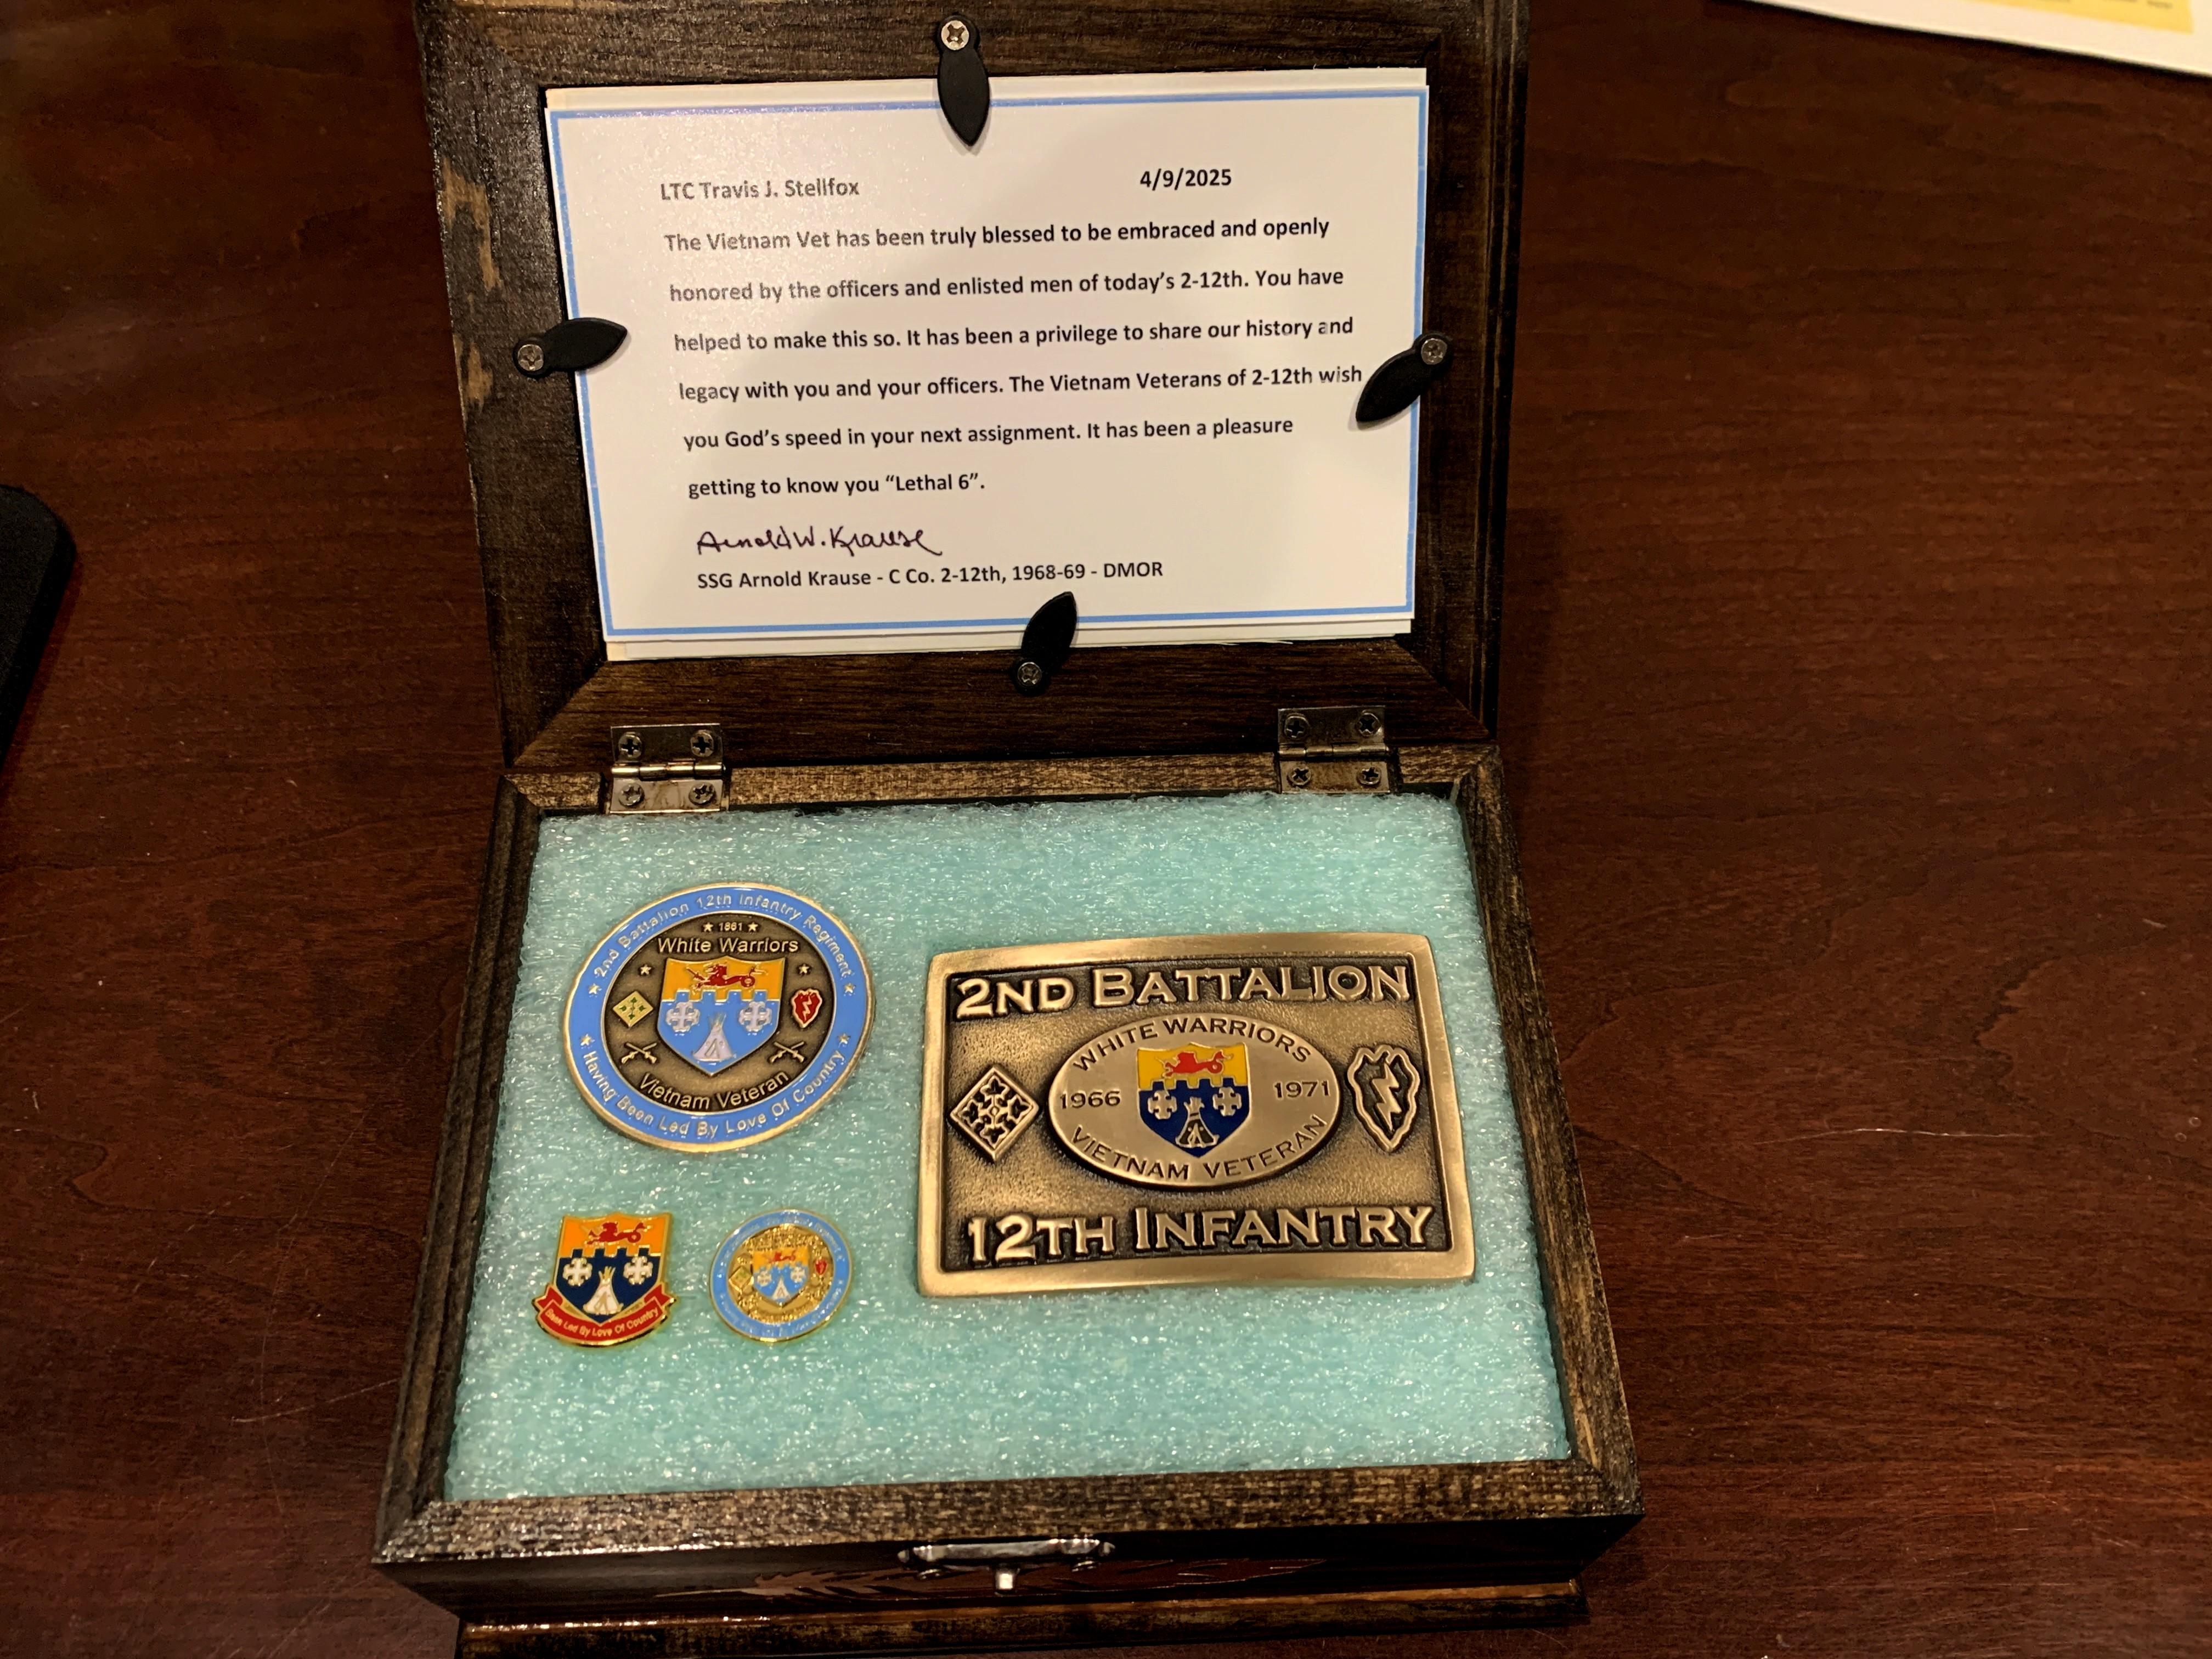 LTC Travis J. Stellfox 4/9/2025
The Vietnam Vet has been truly blessed to be embraced and openly
honored by the officers and enlisted men of today's 2-12th. You have
helped to make this so. It has been a privilege to share our history and
legacy with you and your officers. The Vietnam Veterans of 2-12th wish
you God's speed in your next assignment. It has been a pleasure
getting to know you “Lethal 6”.
Arnold W. Krause
SSG Arnold Krause - C Co. 2-12th, 1968-69 - DMOR
2nd Battalion 12th Infantry Regiment
1861
White Warriors
Vietnam Veteran
Having Been Led By Love Of Country
2ND BATTALION
WHITE WARRIORS
1966 1971
VIETNAM VETERAN
12TH INFANTRY
Been Led By Love Of Country